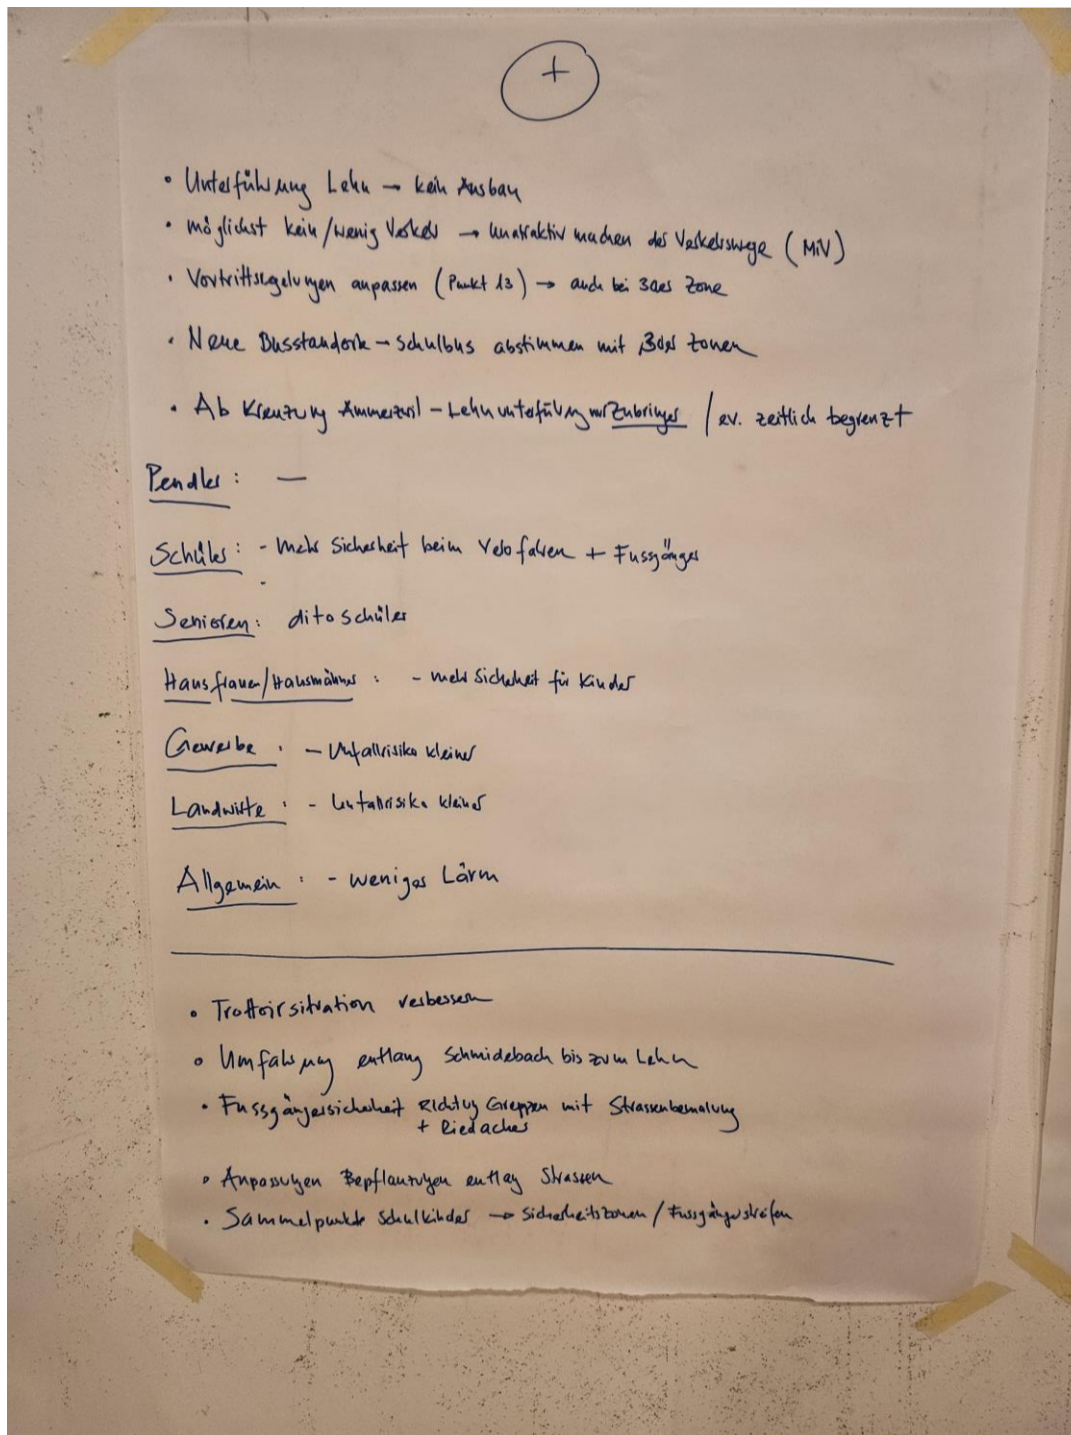 +
• Unterführung Lehn → kein Ausbau
• möglichst kein/wenig Verkehr → unattraktiv machen der Verkehrswege (MiV)
• Vortrittsregelungen anpassen (Punkt 13) → auch bei 30er Zone
• Neue Busstandorte → Schulbus abstimmen mit 30er Zonen
• Ab Kreuzung Ammerzwil – Lehnunterführung nur Zubringer / ev. zeitlich begrenzt
Pendler: —
Schüler: - mehr Sicherheit beim Velofahren + Fussgänger
Senioren: dito Schüler
Hausfrauen/Hausmänner: - mehr Sicherheit für Kinder
Gewerbe: - Unfallrisiko kleiner
Landwirte: - Unfallrisiko kleiner
Allgemein: - weniger Lärm
• Trottoirsituation verbessern
• Umfahrung entlang Schmidebach bis zum Lehn
• Fussgängersicherheit Richtung Greppen mit Strassenbemalung
+ Riedacher
• Anpassungen Bepflanzungen entlang Strassen
• Sammelpunkte Schulkinder → Sicherheitszonen / Fussgängerstreifen